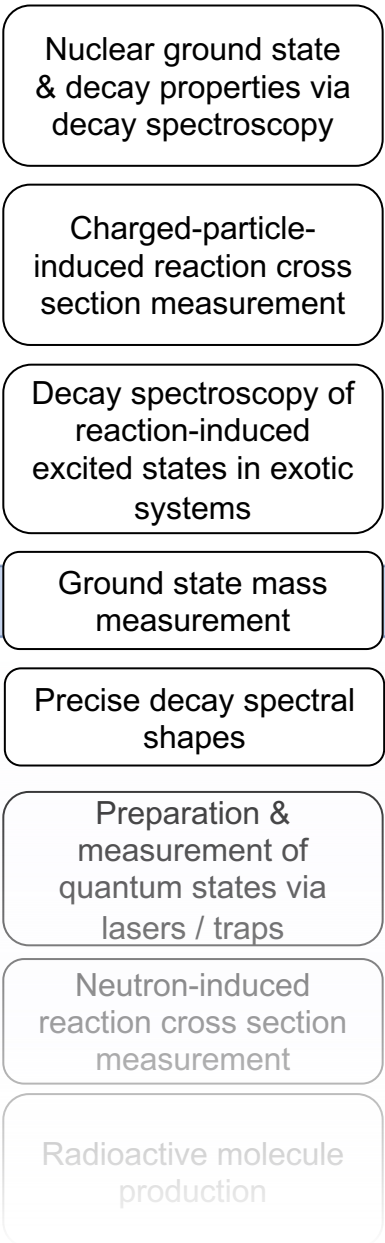 Nuclear ground state
& decay properties via
decay spectroscopy
Charged-particle-
induced reaction cross
section measurement
Decay spectroscopy of
reaction-induced
excited states in exotic
systems
Ground state mass
measurement
Precise decay spectral
shapes
Preparation &
measurement of
quantum states via
lasers / traps
Neutron-induced
reaction cross section
measurement
Radioactive molecule
production